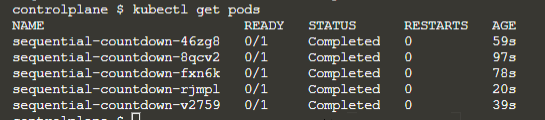 controlplane $ kubectl get pods
NAME READY STATUS RESTARTS AGE
sequential-countdown-46zg8 0/1 Completed 0 59s
sequential-countdown-8qcv2 0/1 Completed 0 97s
sequential-countdown-fxn6k 0/1 Completed 0 78s
sequential-countdown-rjmpl 0/1 Completed 0 20s
sequential-countdown-v2759 0/1 Completed 0 39s
controlplane $